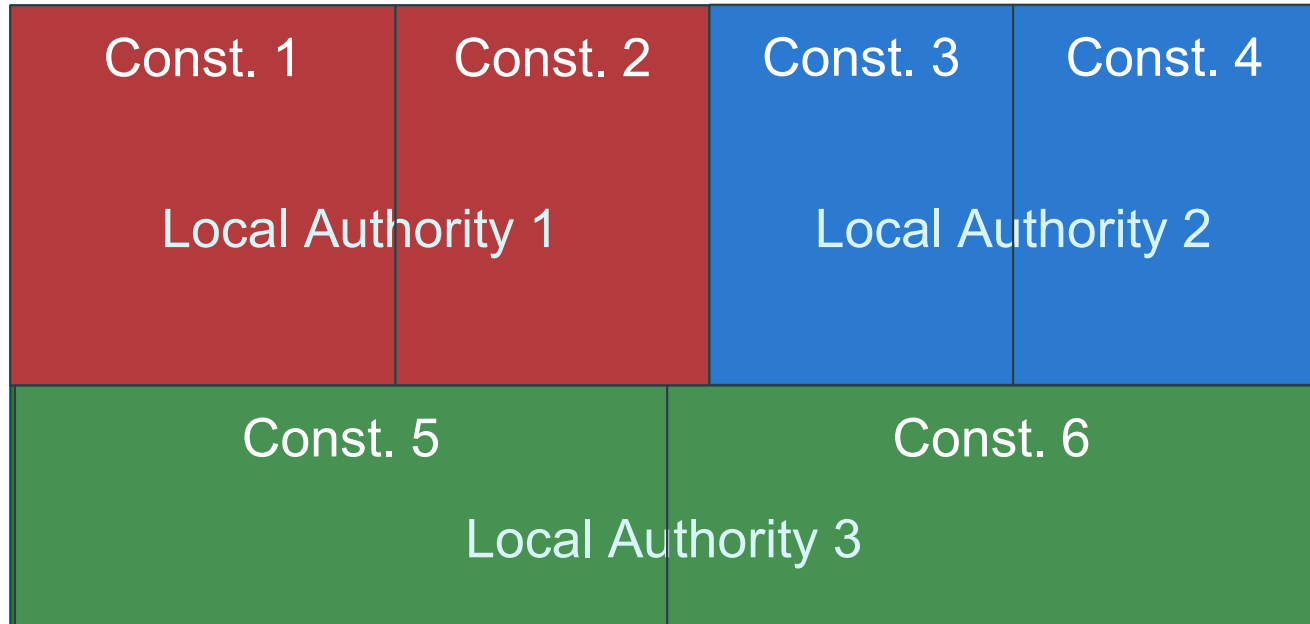 Const. 1
Const. 2
Const. 3
Const. 4
Local Authority 1
Local Authority 2
Const. 5
Const. 6
Local Authority 3